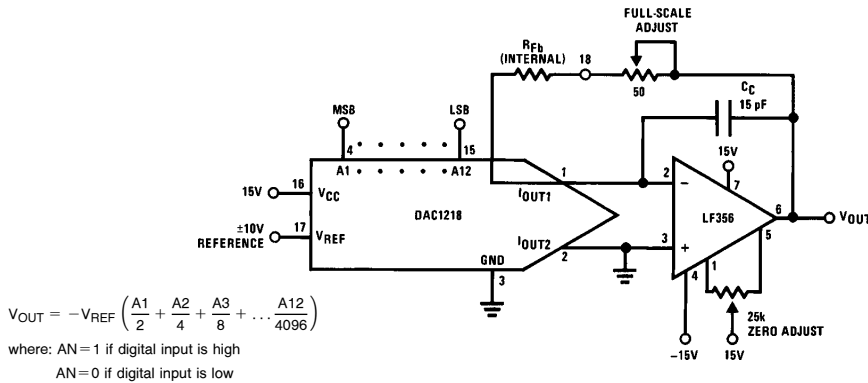 FULL-SCALE
ADJUST
RFb
(INTERNAL)
18
50
CC
15 pF
MSB
LSB
4
15
A1
A12
15V
16
VCC
DAC1218
IOUT1
1
2
15V
7
LF356
6
VOUT
±10V
REFERENCE
17
VREF
IOUT2
2
3
−
+
4
1
5
GND
3
25k
ZERO ADJUST
−15V
15V
VOUT = −VREF (A1/2 + A2/4 + A3/8 + . . . A12/4096)
where: AN=1 if digital input is high
AN=0 if digital input is low